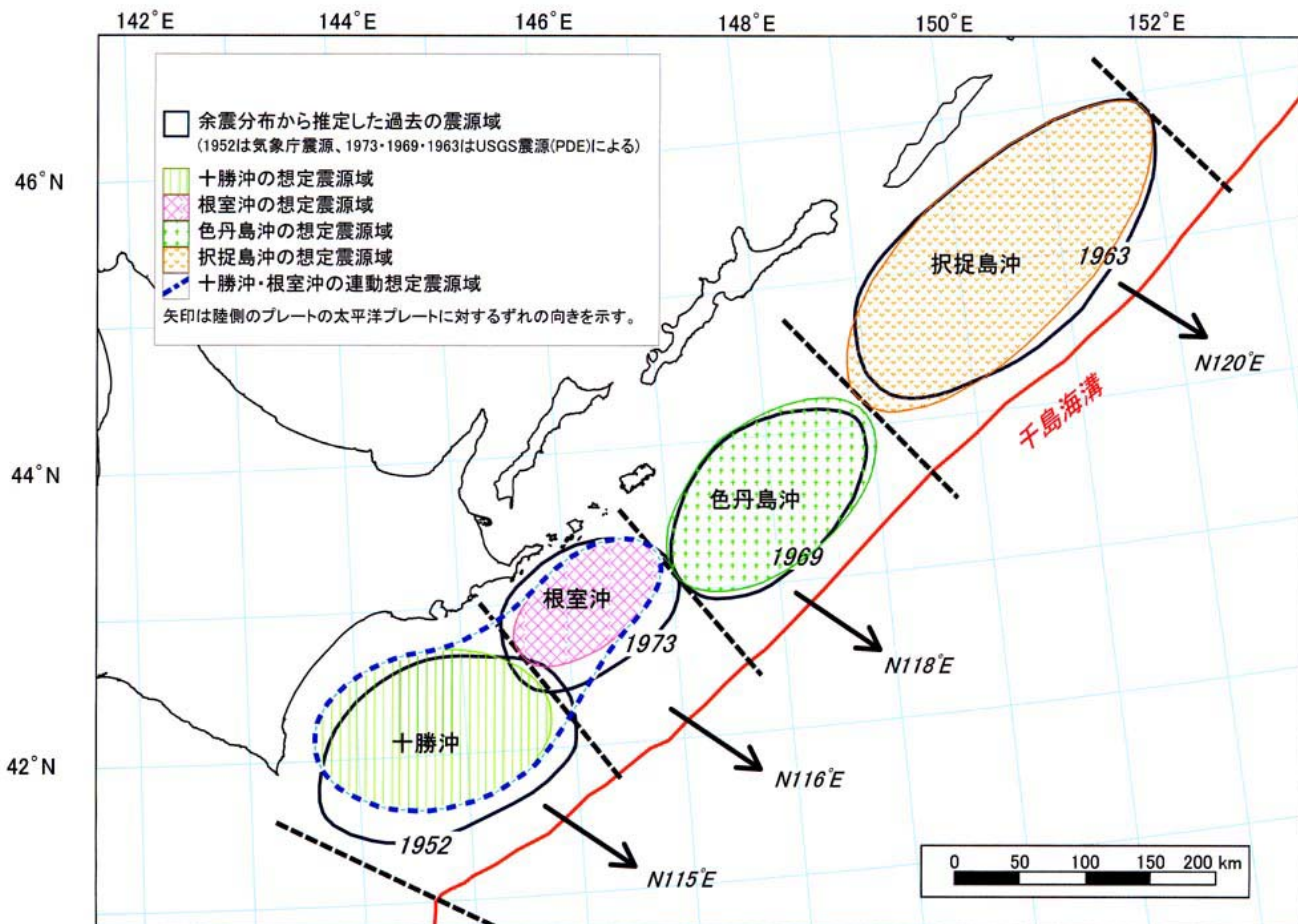 142°E 144°E 146°E 148°E 150°E 152°E
余震分布から推定した過去の震源域
(1952は気象庁震源、1973・1969・1963はUSGS震源(PDE)による)
十勝沖の想定震源域
根室沖の想定震源域
色丹島沖の想定震源域
択捉島沖の想定震源域
十勝沖・根室沖の連動想定震源域
矢印は陸側のプレートの太平洋プレートに対するずれの向きを示す。
46°N
択捉島沖
1963
N120°E
千島海溝
44°N
色丹島沖
1969
N118°E
根室沖
1973
N116°E
42°N
十勝沖
1952
N115°E
0 50 100 150 200 km